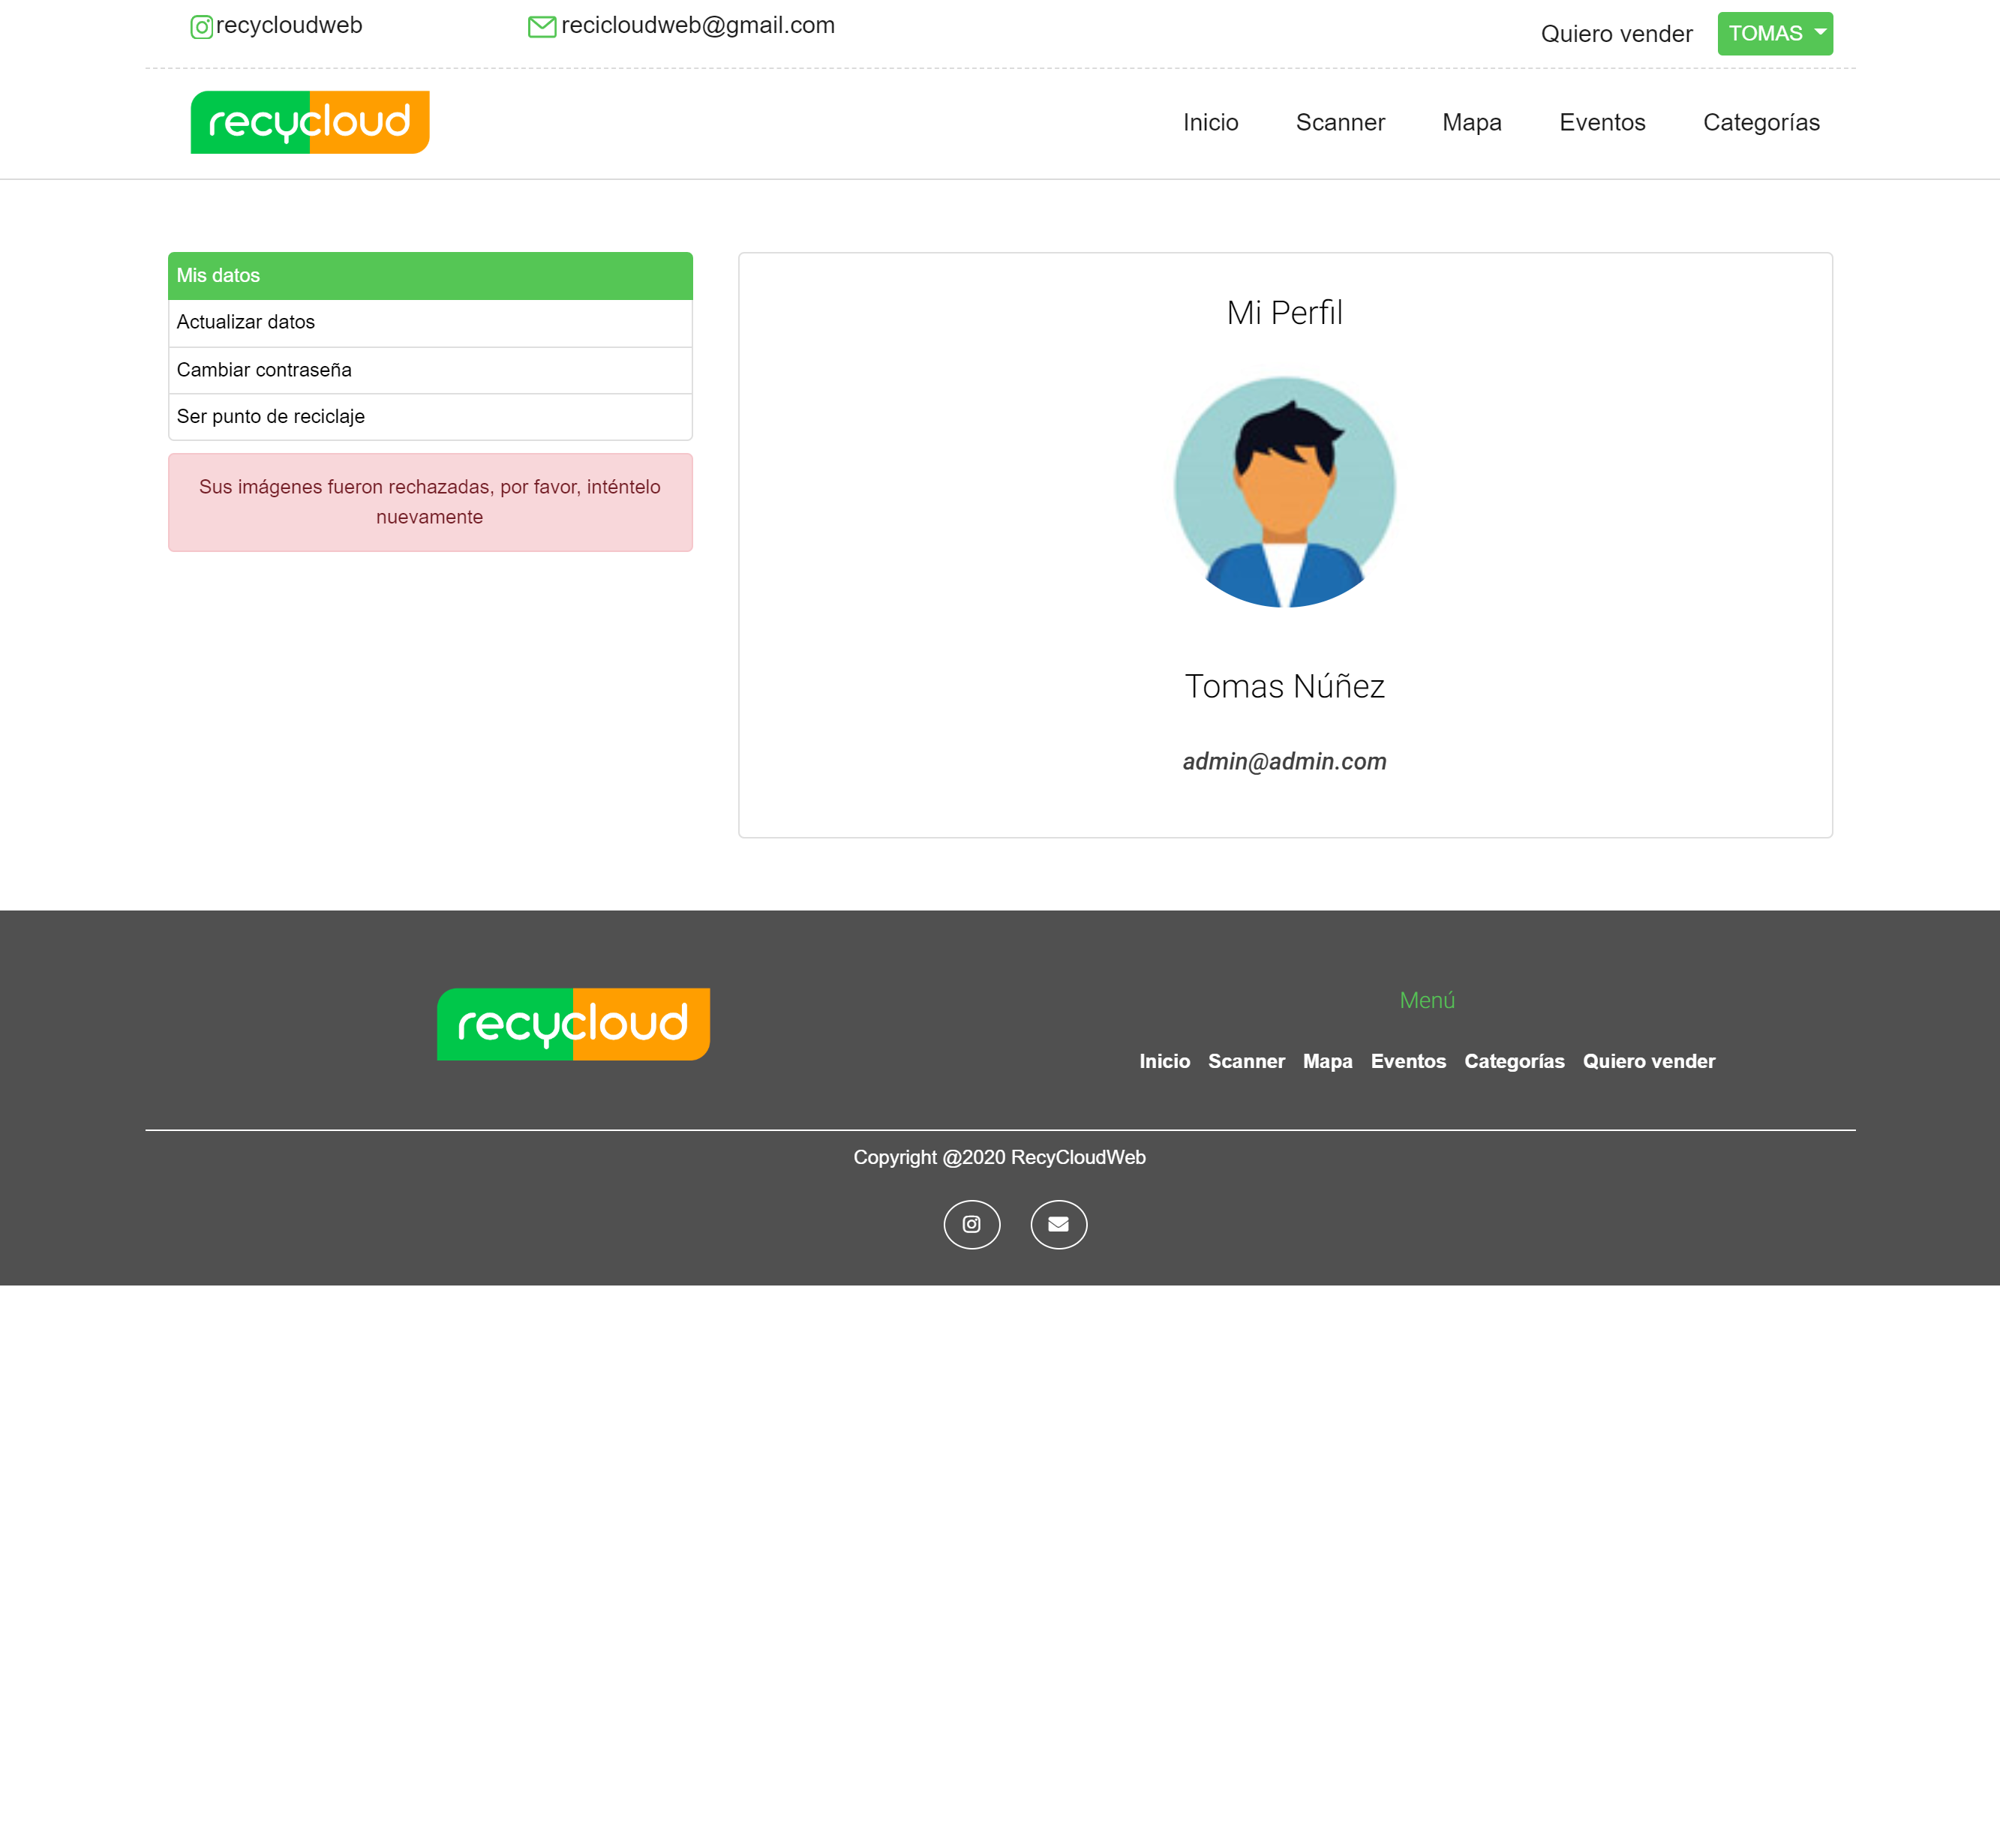 recycloudweb
recicloudweb@gmail.com
Quiero vender
TOMAS
recycloud
Inicio Scanner Mapa Eventos Categorías
Mis datos
Actualizar datos
Cambiar contraseña
Ser punto de reciclaje
Sus imágenes fueron rechazadas, por favor, inténtelo
nuevamente
Mi Perfil
Tomas Núñez
admin@admin.com
recycloud
Menú
Inicio Scanner Mapa Eventos Categorías Quiero vender
Copyright @2020 RecyCloudWeb